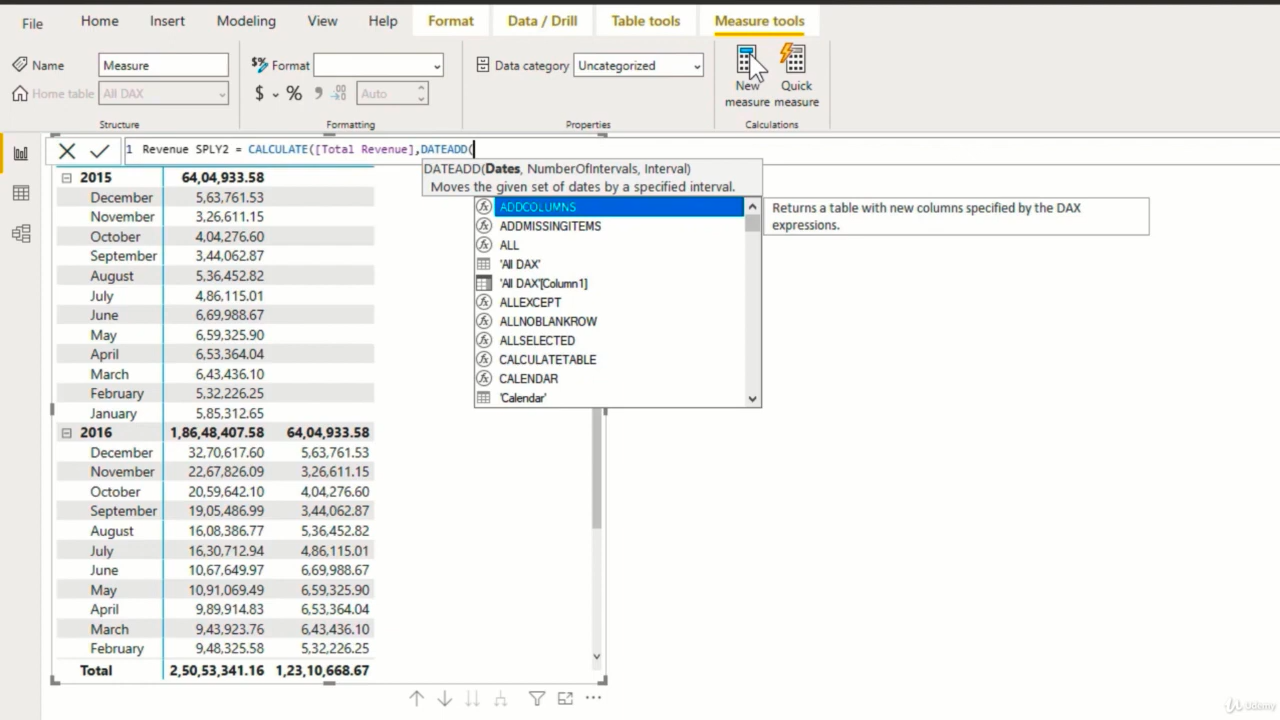 File Home Insert Modeling View Help Format Data / Drill Table tools Measure tools
Name Measure
Home table All DAX
Structure
Format
$ % Auto
Formatting
Data category Uncategorized
Properties
New measure
Quick measure
Calculations
1 Revenue SPLY2 = CALCULATE([Total Revenue],DATEADD(
DATEADD(Dates, NumberOfIntervals, Interval)
Moves the given set of dates by a specified interval.
ADDCOLUMNS
ADDMISSINGITEMS
ALL
'All DAX'
'All DAX'[Column1]
ALLEXCEPT
ALLNOBLANKROW
ALLSELECTED
CALCULATETABLE
CALENDAR
'Calendar'
Returns a table with new columns specified by the DAX
expressions.
2015 64,04,933.58
December 5,63,761.53
November 3,26,611.15
October 4,04,276.60
September 3,44,062.87
August 5,36,452.82
July 4,86,115.01
June 6,69,988.67
May 6,59,325.90
April 6,53,364.04
March 6,43,436.10
February 5,32,226.25
January 5,85,312.65
2016 1,86,48,407.58 64,04,933.58
December 32,70,617.60 5,63,761.53
November 22,67,826.09 3,26,611.15
October 20,59,642.10 4,04,276.60
September 19,05,486.99 3,44,062.87
August 16,08,386.77 5,36,452.82
July 16,30,712.94 4,86,115.01
June 10,67,649.97 6,69,988.67
May 10,91,069.49 6,59,325.90
April 9,89,914.83 6,53,364.04
March 9,43,923.76 6,43,436.10
February 9,48,325.58 5,32,226.25
Total 2,50,53,341.16 1,23,10,668.67
Udemy